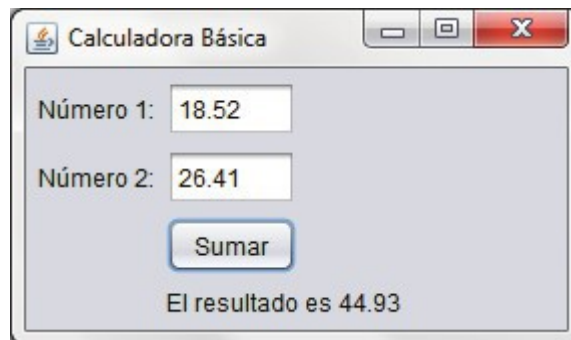 Calculadora Básica
Número 1: 18.52
Número 2: 26.41
Sumar
El resultado es 44.93